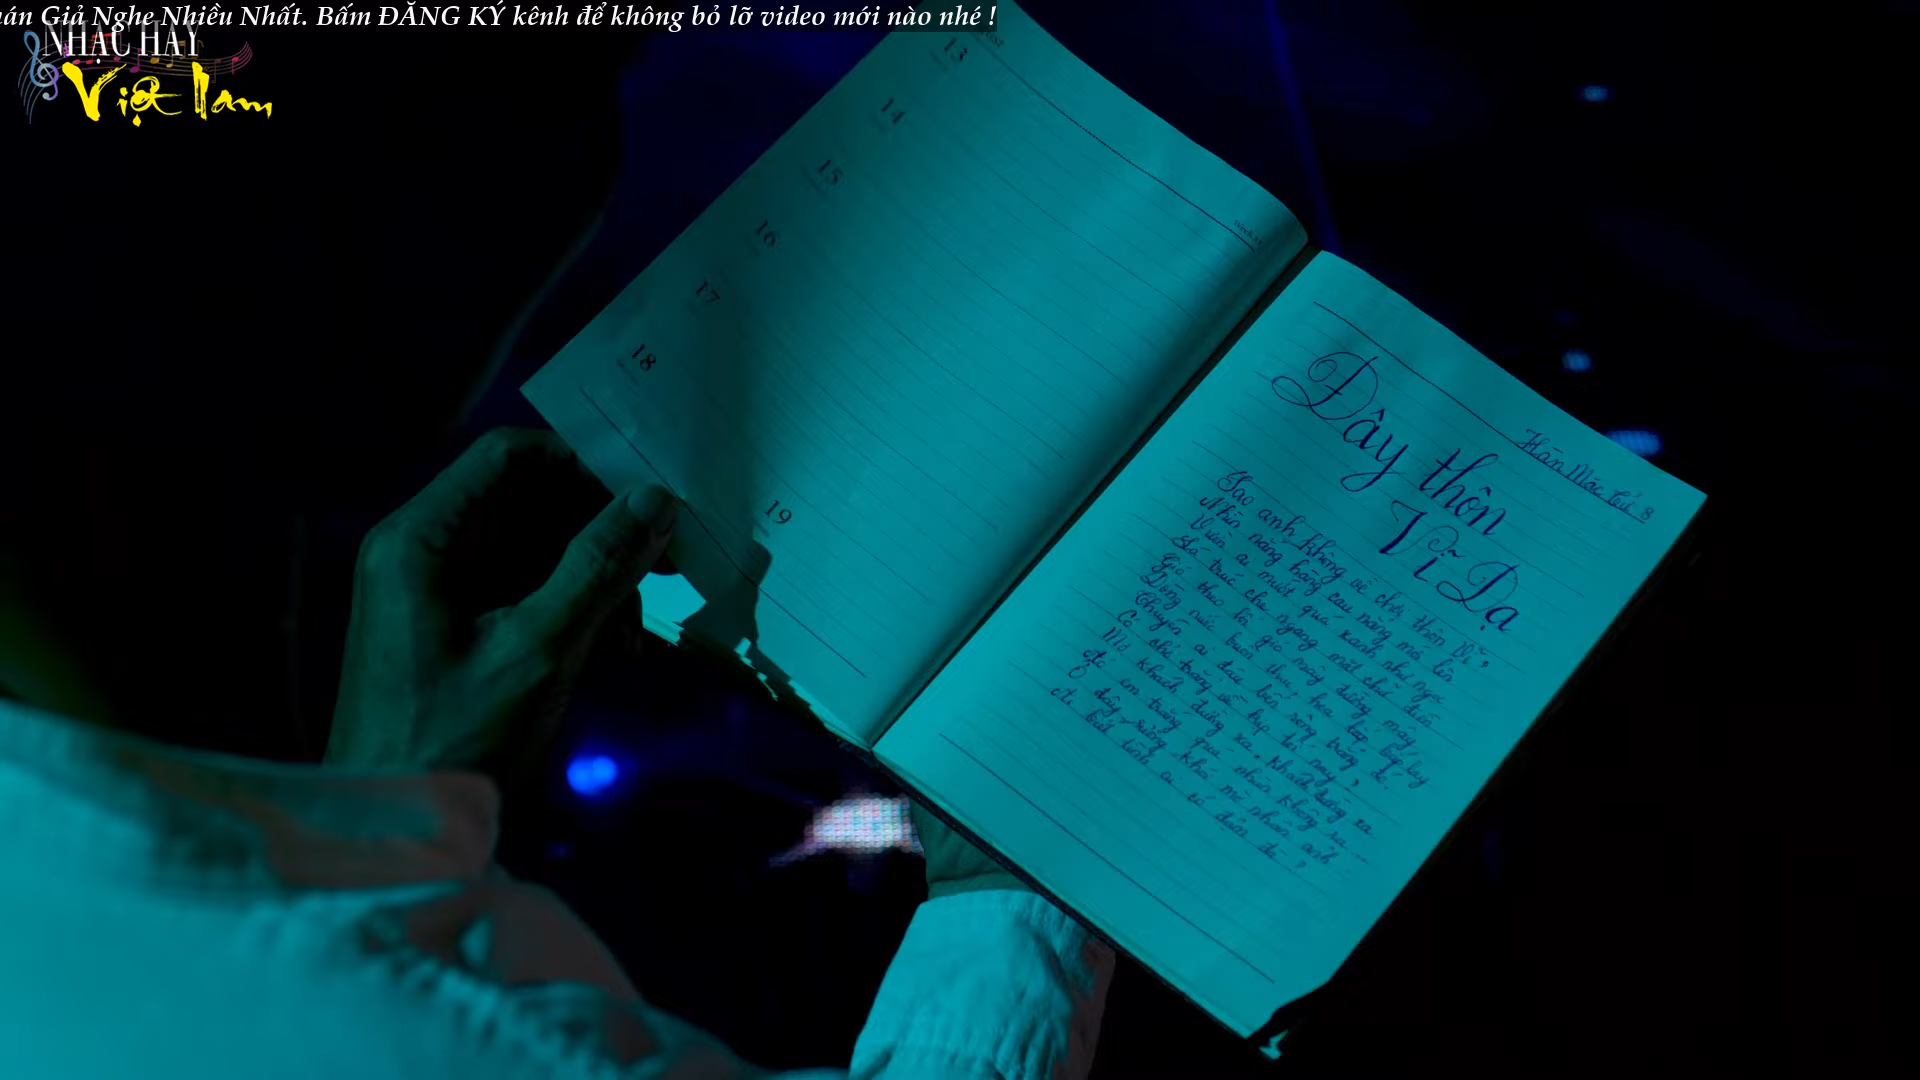 uán Giả Nghe Nhiều Nhất. Bấm ĐĂNG KÝ kênh để không bỏ lỡ video mới nào nhé !
NHẠC HAY
Việt Nam
13
14
15
16
17
18
19
Hàn Mặc Tử 8
Đây thôn
Vĩ Dạ
Sao anh không về chơi thôn Vĩ,
Nhìn nắng hàng cau nắng mới lên
Vườn ai mướt quá xanh như ngọc
Lá trúc che ngang mặt chữ điền
Gió theo lối gió mây đường mây
Dòng nước buồn thiu, hoa bắp lay
Thuyền ai đậu bến sông trăng đó
Có chở trăng về kịp tối nay?
Mơ khách đường xa, khách đường xa
Áo em trắng quá nhìn không ra...
Ở đây sương khói mờ nhân ảnh
Ai biết tình ai có đậm đà?